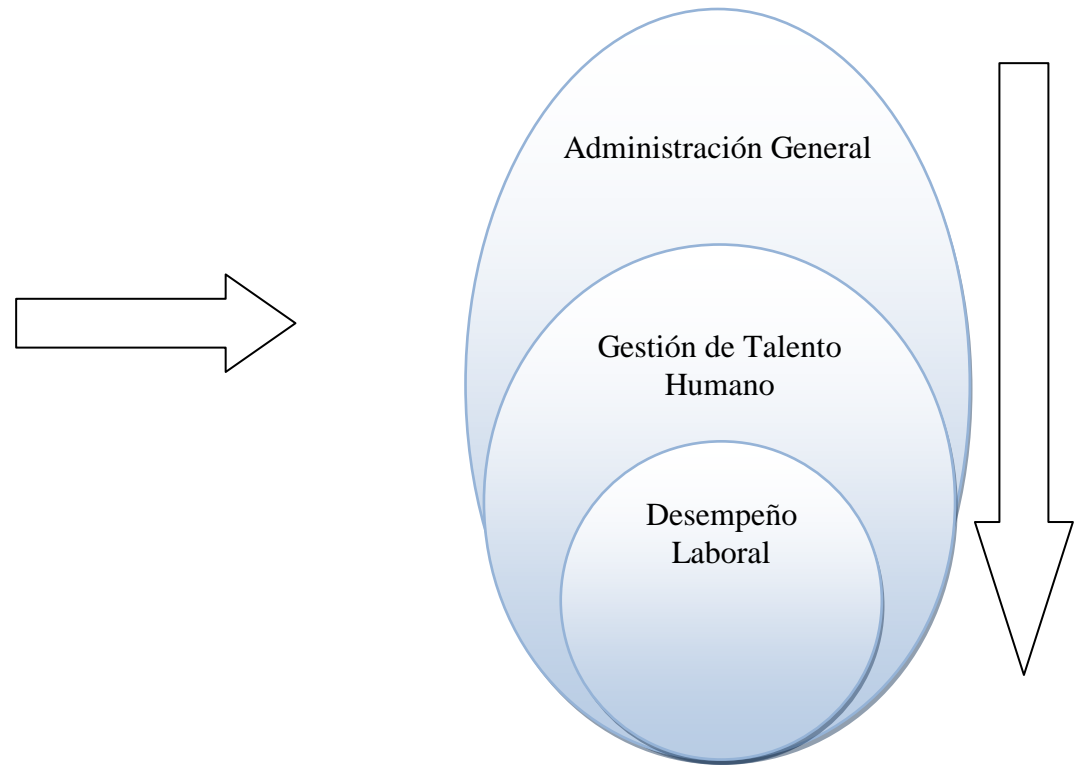 Administración General
Gestión de Talento
Humano
Desempeño
Laboral